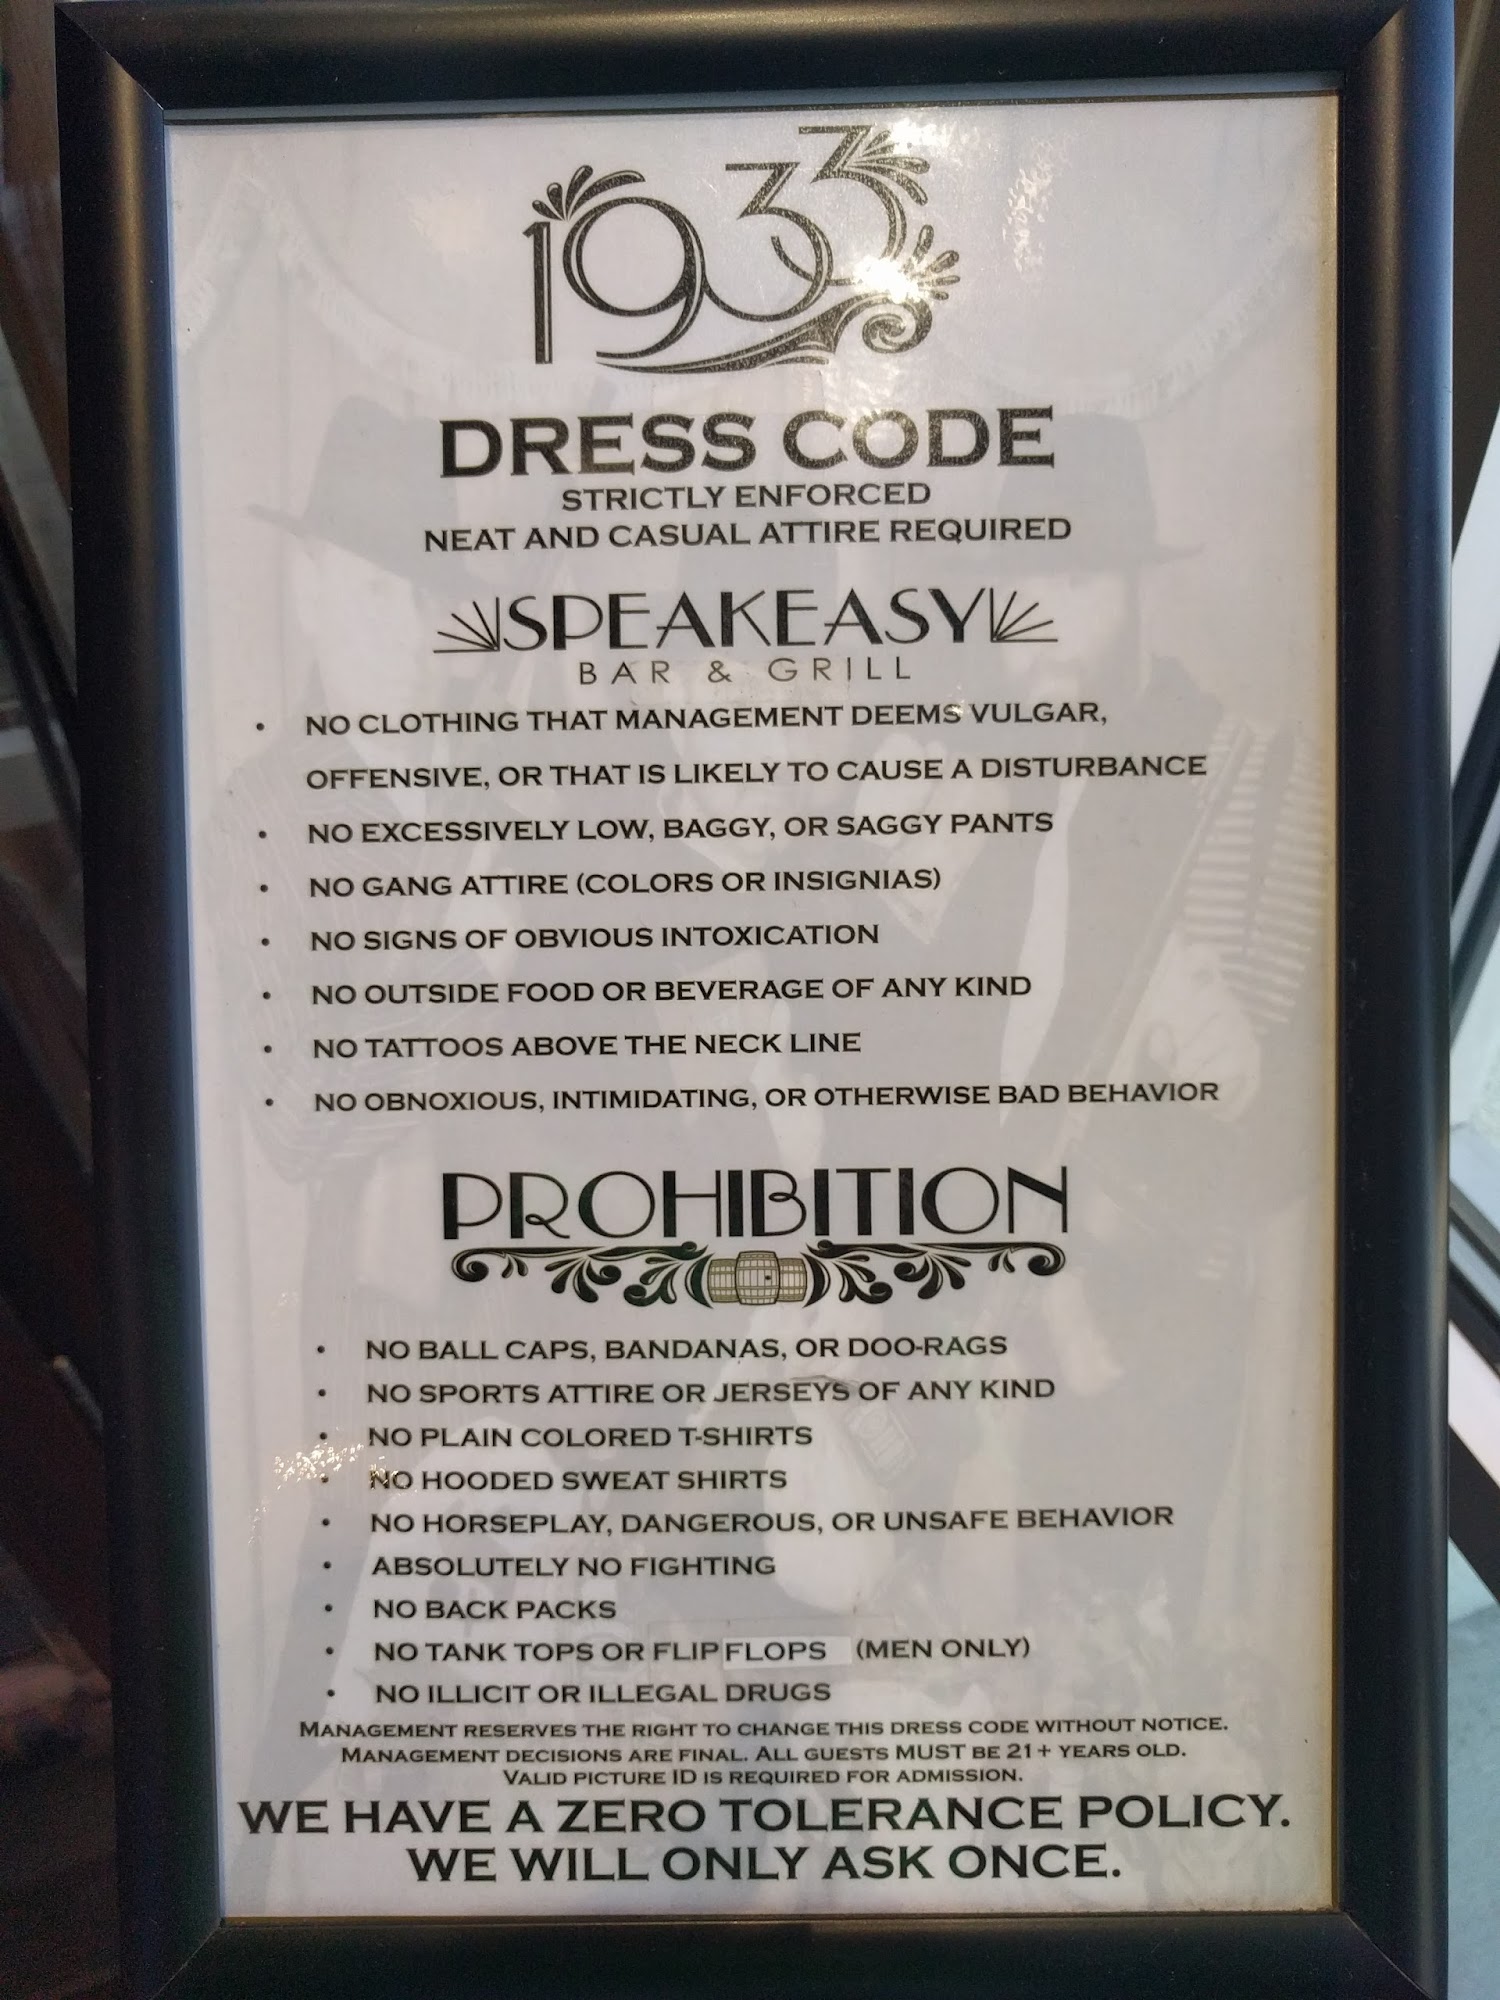 1933
DRESS CODE
STRICTLY ENFORCED
NEAT AND CASUAL ATTIRE REQUIRED
SPEAKEASY
BAR & GRILL
• NO CLOTHING THAT MANAGEMENT DEEMS VULGAR,
OFFENSIVE, OR THAT IS LIKELY TO CAUSE A DISTURBANCE
• NO EXCESSIVELY LOW, BAGGY, OR SAGGY PANTS
• NO GANG ATTIRE (COLORS OR INSIGNIAS)
• NO SIGNS OF OBVIOUS INTOXICATION
• NO OUTSIDE FOOD OR BEVERAGE OF ANY KIND
• NO TATTOOS ABOVE THE NECK LINE
• NO OBNOXIOUS, INTIMIDATING, OR OTHERWISE BAD BEHAVIOR
PROHIBITION
• NO BALL CAPS, BANDANAS, OR DOO-RAGS
• NO SPORTS ATTIRE OR JERSEYS OF ANY KIND
• NO PLAIN COLORED T-SHIRTS
• NO HOODED SWEAT SHIRTS
• NO HORSEPLAY, DANGEROUS, OR UNSAFE BEHAVIOR
• ABSOLUTELY NO FIGHTING
• NO BACK PACKS
• NO TANK TOPS OR FLIP FLOPS (MEN ONLY)
• NO ILLICIT OR ILLEGAL DRUGS
MANAGEMENT RESERVES THE RIGHT TO CHANGE THIS DRESS CODE WITHOUT NOTICE.
MANAGEMENT DECISIONS ARE FINAL. ALL GUESTS MUST BE 21+ YEARS OLD.
VALID PICTURE ID IS REQUIRED FOR ADMISSION.
WE HAVE A ZERO TOLERANCE POLICY.
WE WILL ONLY ASK ONCE.